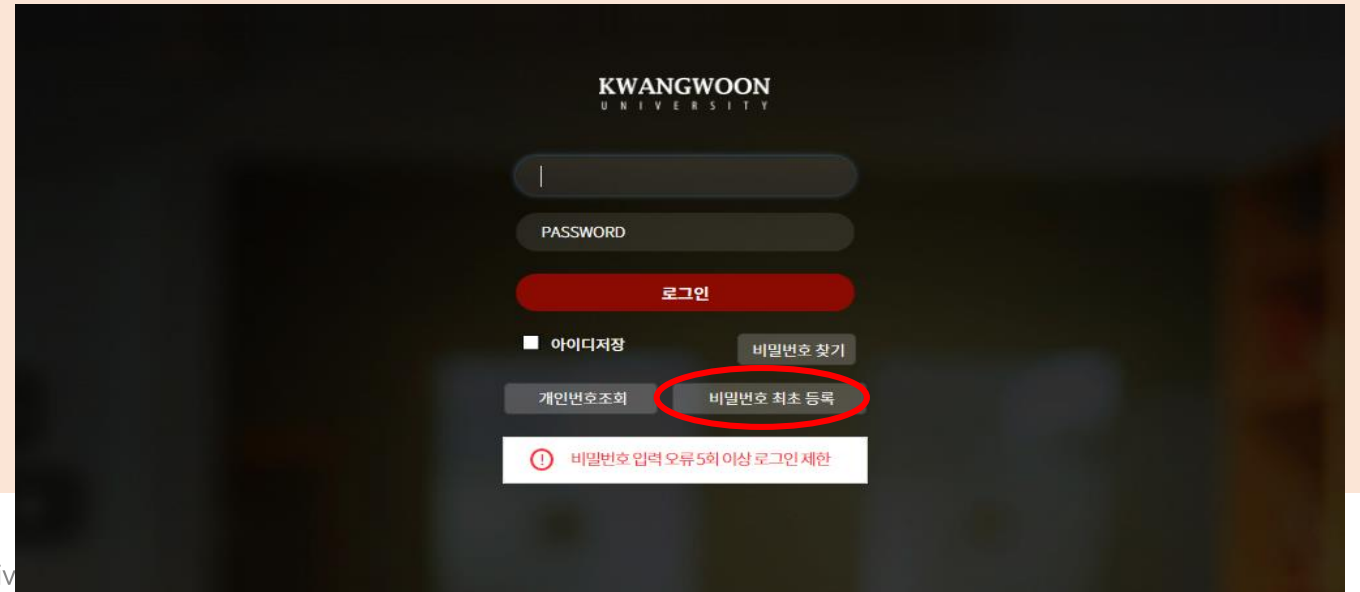 KWANGWOON
UNIVERSITY
PASSWORD
로그인
아이디저장
비밀번호 찾기
개인번호조회
비밀번호 최초 등록
비밀번호 입력 오류 5회 이상 로그인 제한
iv